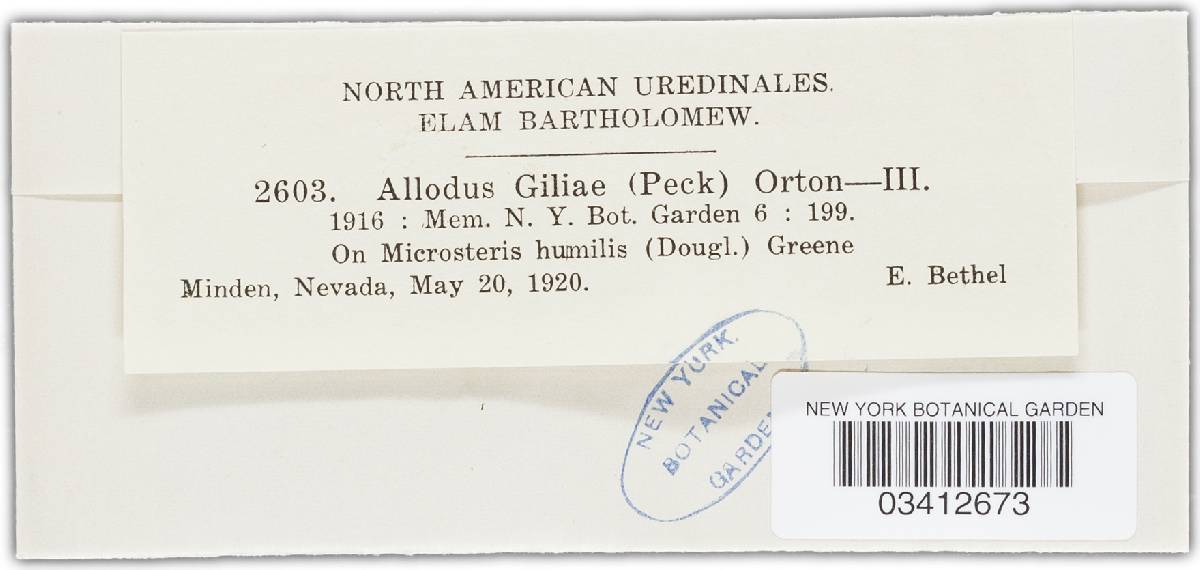 NORTH AMERICAN UREDINALES.
ELAM BARTHOLOMEW.
2603. Allodus Giliae (Peck) Orton—III.
1916 : Mem. N. Y. Bot. Garden 6 : 199.
On Microsteris humilis (Dougl.) Greene
Minden, Nevada, May 20, 1920. E. Bethel
NEW YORK.
BOTANICAL
GARDEN
NEW YORK BOTANICAL GARDEN
03412673